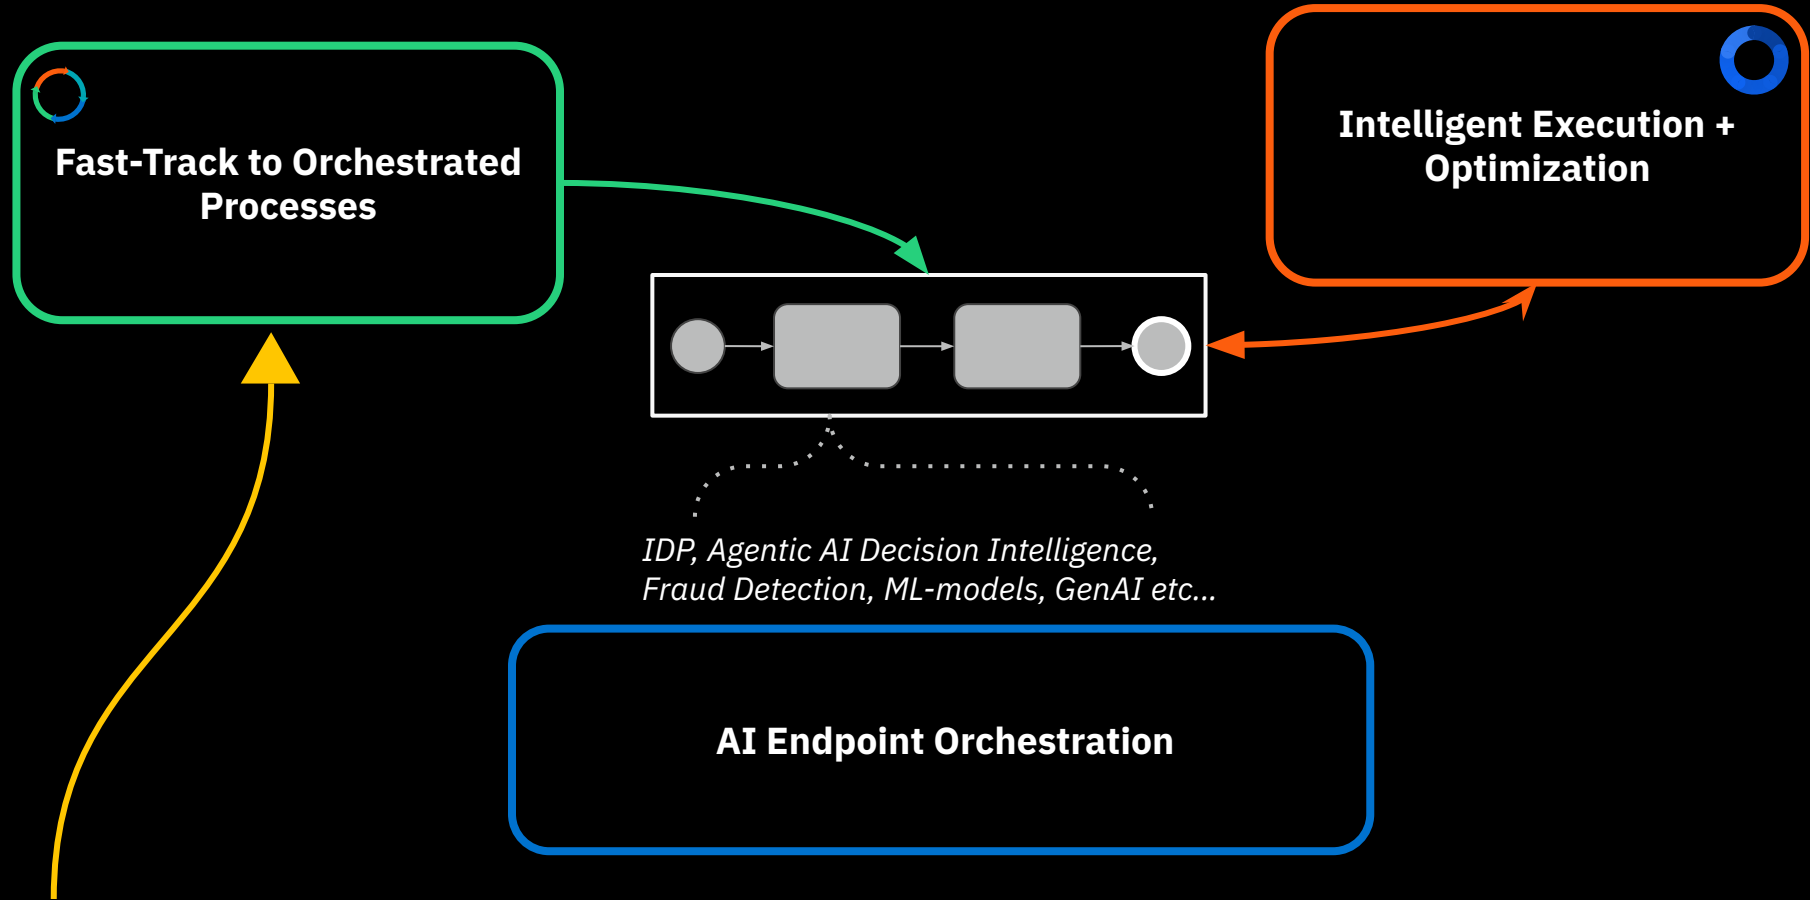 Fast-Track to Orchestrated
Processes
Intelligent Execution +
Optimization
IDP, Agentic AI Decision Intelligence,
Fraud Detection, ML-models, GenAI etc...
AI Endpoint Orchestration